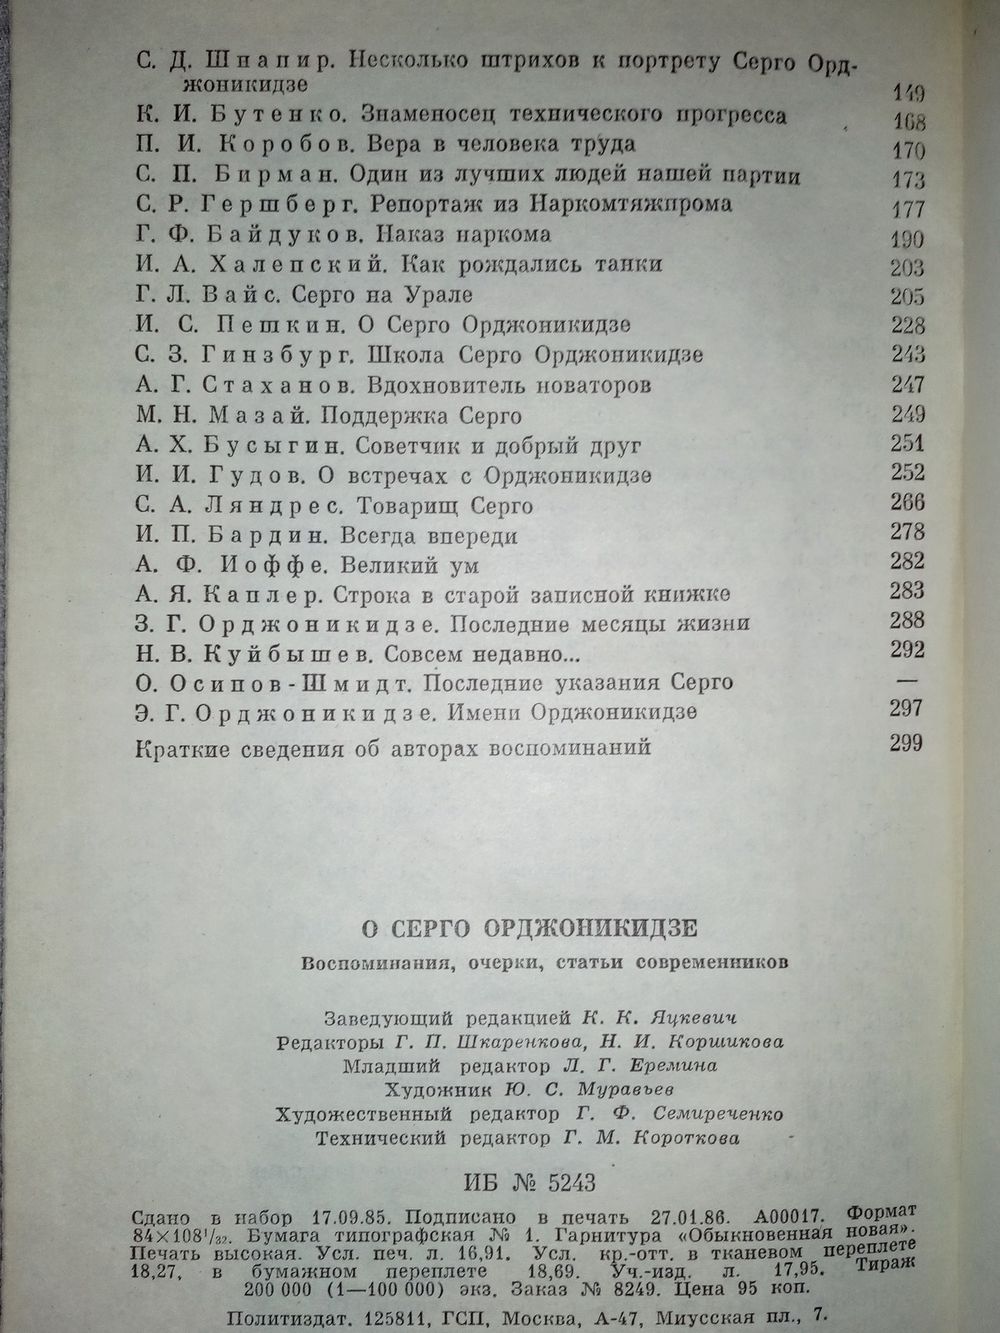 С. Д. Шпапир. Несколько штрихов к портрету Серго Орд-
жоникидзе 149
К. И. Бутенко. Знаменосец технического прогресса 168
П. И. Коробов. Вера в человека труда 170
С. П. Бирман. Один из лучших людей нашей партии 173
С. Р. Гершберг. Репортаж из Наркомтяжпрома 177
Г. Ф. Байдуков. Наказ наркома 190
И. А. Халепский. Как рождались танки 203
Г. Л. Вайс. Серго на Урале 205
И. С. Пешкин. О Серго Орджоникидзе 228
С. З. Гинзбург. Школа Серго Орджоникидзе 243
А. Г. Стаханов. Вдохновитель новаторов 247
М. Н. Мазай. Поддержка Серго 249
А. Х. Бусыгин. Советчик и добрый друг 251
И. И. Гудов. О встречах с Орджоникидзе 252
С. А. Ляндрес. Товарищ Серго 266
И. П. Бардин. Всегда впереди 278
А. Ф. Иоффе. Великий ум 282
А. Я. Каплер. Строка в старой записной книжке 283
З. Г. Орджоникидзе. Последние месяцы жизни 288
Н. В. Куйбышев. Совсем недавно... 292
О. Осипов-Шмидт. Последние указания Серго —
Э. Г. Орджоникидзе. Имени Орджоникидзе 297
Краткие сведения об авторах воспоминаний 299
О СЕРГО ОРДЖОНИКИДЗЕ
Воспоминания, очерки, статьи современников
Заведующий редакцией К. К. Яцкевич
Редакторы Г. П. Шкаренкова, Н. И. Коршикова
Младший редактор Л. Г. Еремина
Художник Ю. С. Муравьев
Художественный редактор Г. Ф. Семиреченко
Технический редактор Г. М. Короткова
ИБ № 5243
Сдано в набор 17.09.85. Подписано в печать 27.01.86. А00017. Формат
84×108¹/₃₂. Бумага типографская № 1. Гарнитура «Обыкновенная новая».
Печать высокая. Усл. печ. л. 16,91. Усл. кр.-отт. в тканевом переплете
18,27, в бумажном переплете 18,69. Уч.-изд. л. 17,95. Тираж
200 000 (1—100 000) экз. Заказ № 8249. Цена 95 коп.
Политиздат. 125811, ГСП, Москва, А-47, Миусская пл., 7.